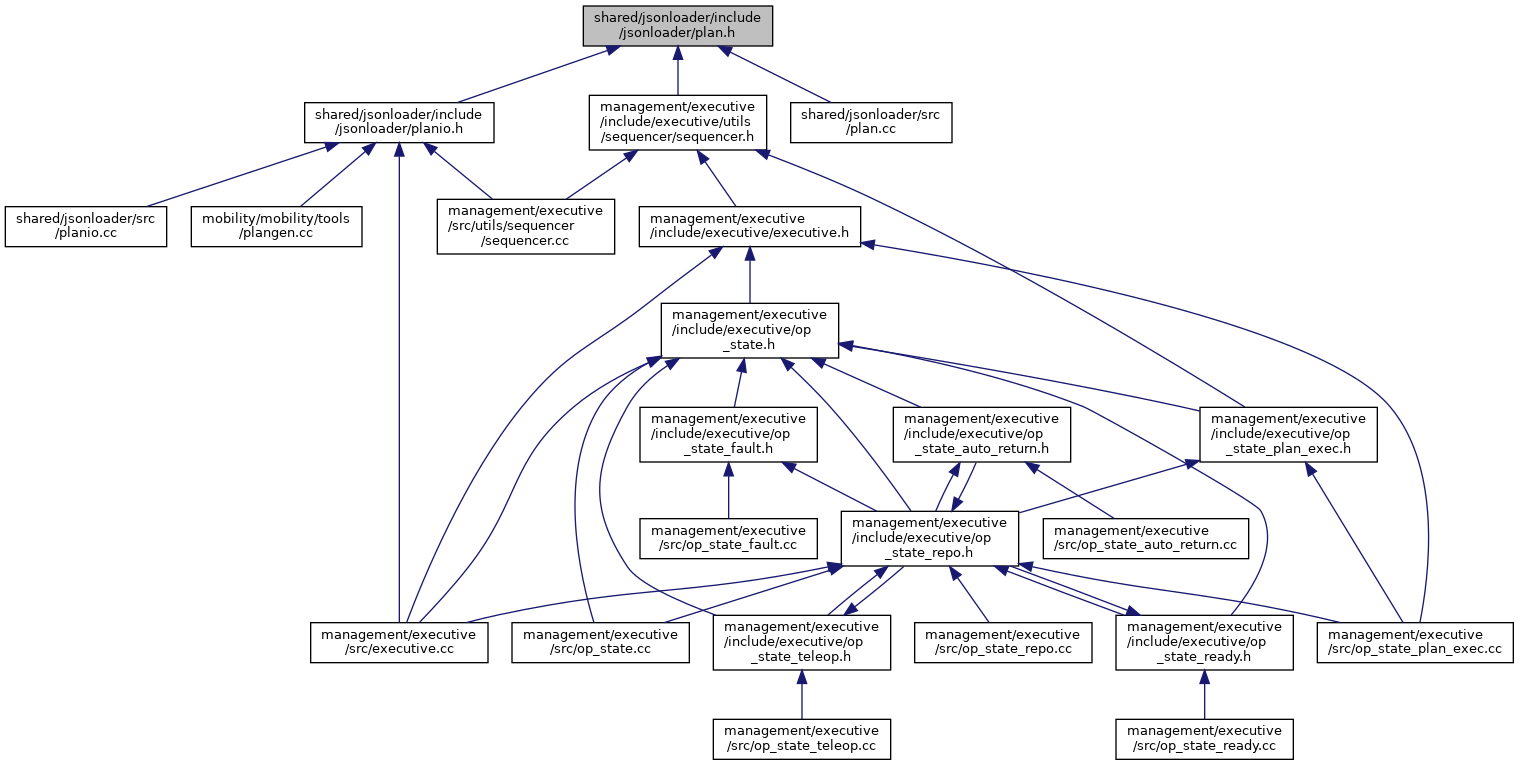 shared/jsonloader/include
/jsonloader/plan.h
shared/jsonloader/include
/jsonloader/planio.h
management/executive
/include/executive/utils
/sequencer/sequencer.h
shared/jsonloader/src
/plan.cc
shared/jsonloader/src
/planio.cc
mobility/mobility/tools
/plangen.cc
management/executive
/src/utils/sequencer
/sequencer.cc
management/executive
/include/executive/executive.h
management/executive
/include/executive/op
_state.h
management/executive
/include/executive/op
_state_fault.h
management/executive
/include/executive/op
_state_auto_return.h
management/executive
/include/executive/op
_state_plan_exec.h
management/executive
/src/op_state_fault.cc
management/executive
/include/executive/op
_state_repo.h
management/executive
/src/op_state_auto_return.cc
management/executive
/src/executive.cc
management/executive
/src/op_state.cc
management/executive
/include/executive/op
_state_teleop.h
management/executive
/src/op_state_repo.cc
management/executive
/include/executive/op
_state_ready.h
management/executive
/src/op_state_plan_exec.cc
management/executive
/src/op_state_teleop.cc
management/executive
/src/op_state_ready.cc